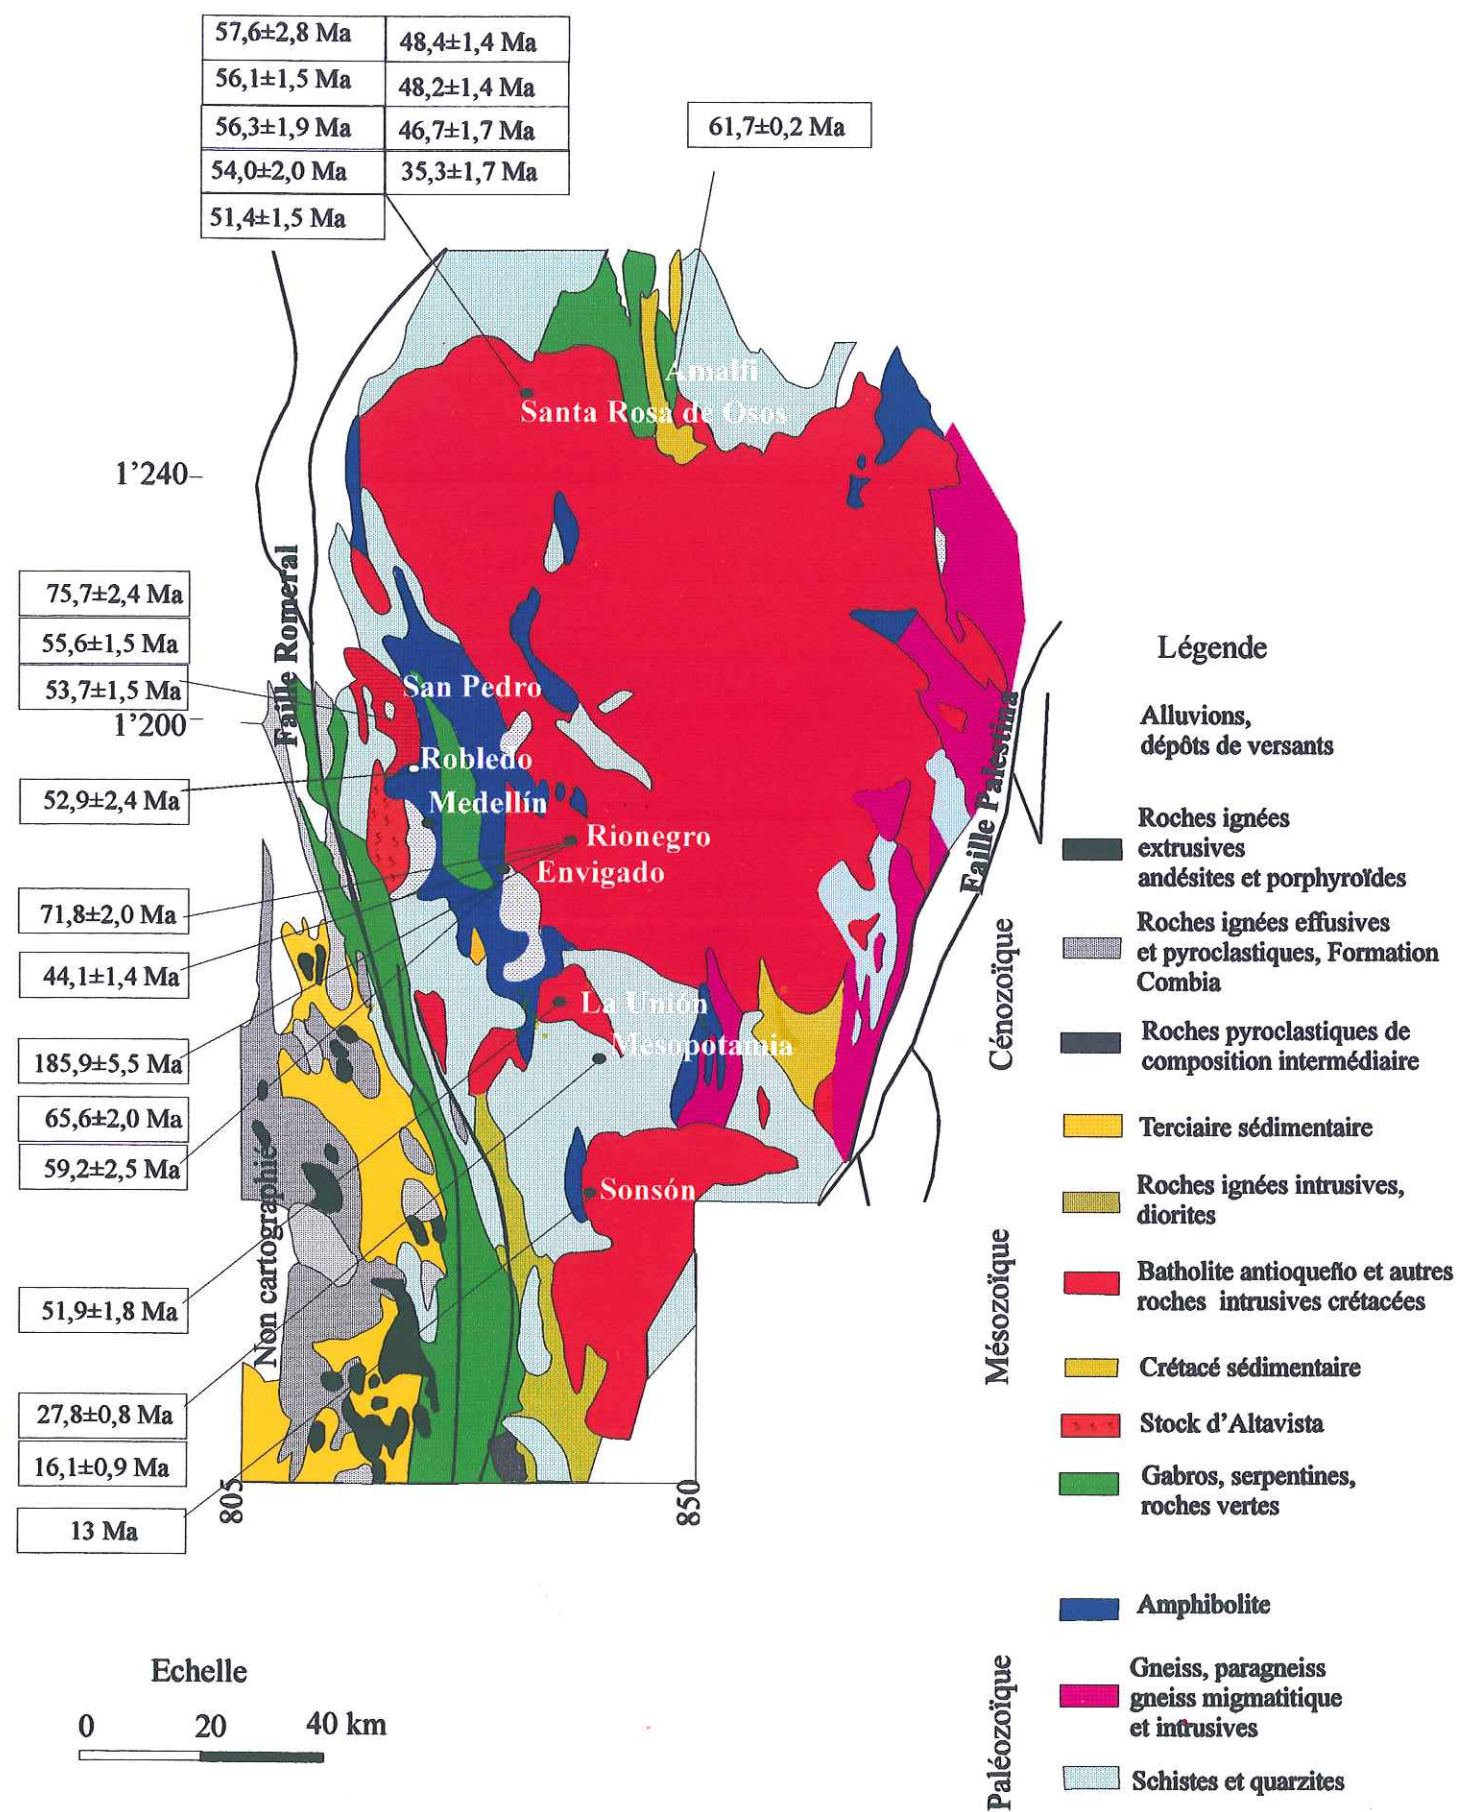 57,6±2,8 Ma
48,4±1,4 Ma
56,1±1,5 Ma
48,2±1,4 Ma
56,3±1,9 Ma
46,7±1,7 Ma
54,0±2,0 Ma
35,3±1,7 Ma
51,4±1,5 Ma
61,7±0,2 Ma
Amalfi
Santa Rosa de Osos
1’240
Faille Romeral
75,7±2,4 Ma
55,6±1,5 Ma
53,7±1,5 Ma
San Pedro
1’200
Robledo
52,9±2,4 Ma
Medellín
Rionegro
Envigado
Faille Palestina
71,8±2,0 Ma
44,1±1,4 Ma
La Unión
Mesopotamia
185,9±5,5 Ma
65,6±2,0 Ma
59,2±2,5 Ma
Sonsón
Non cartographié
51,9±1,8 Ma
27,8±0,8 Ma
16,1±0,9 Ma
13 Ma
805
850
Echelle
0 20 40 km
Légende
Alluvions,
dépôts de versants
Cénozoïque
Roches ignées
extrusives
andésites et porphyroïdes
Roches ignées effusives
et pyroclastiques, Formation
Combia
Roches pyroclastiques de
composition intermédiaire
Terciaire sédimentaire
Mésozoïque
Roches ignées intrusives,
diorites
Batholite antioqueño et autres
roches intrusives crétacées
Crétacé sédimentaire
Stock d’Altavista
Gabros, serpentines,
roches vertes
Paléozoïque
Amphibolite
Gneiss, paragneiss
gneiss migmatitique
et intrusives
Schistes et quarzites